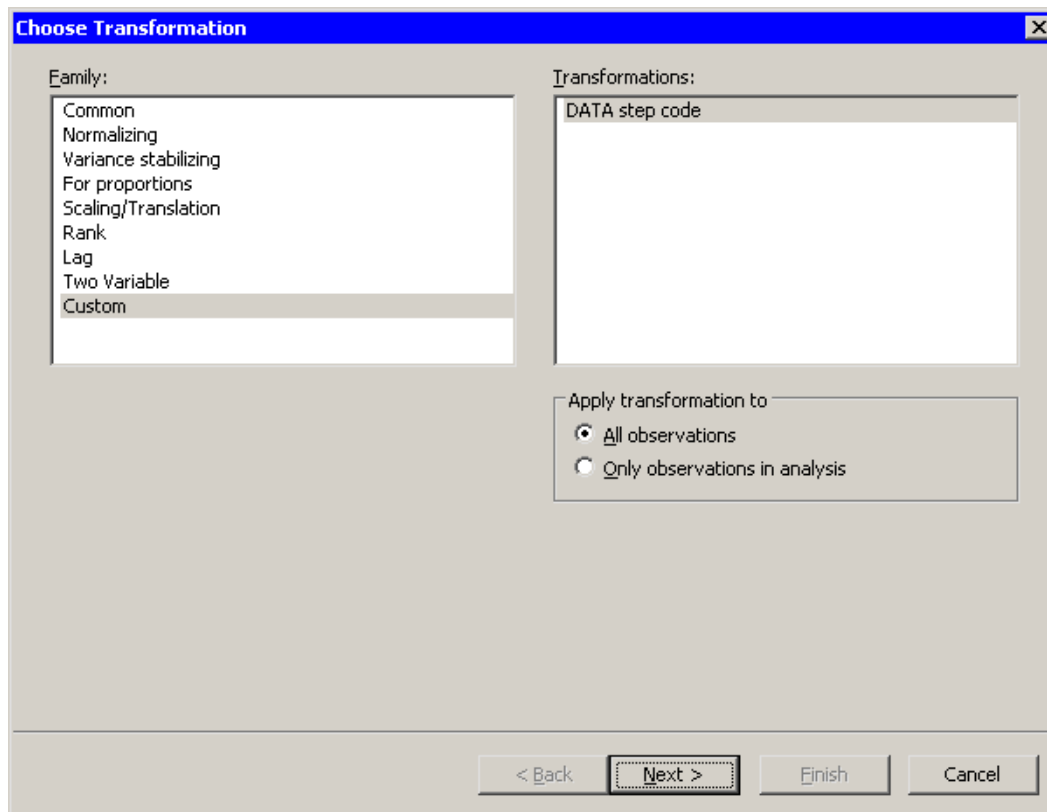 Choose Transformation
Family:
Common
Normalizing
Variance stabilizing
For proportions
Scaling/Translation
Rank
Lag
Two Variable
Custom
Transformations:
DATA step code
Apply transformation to
All observations
Only observations in analysis
< Back
Next >
Finish
Cancel